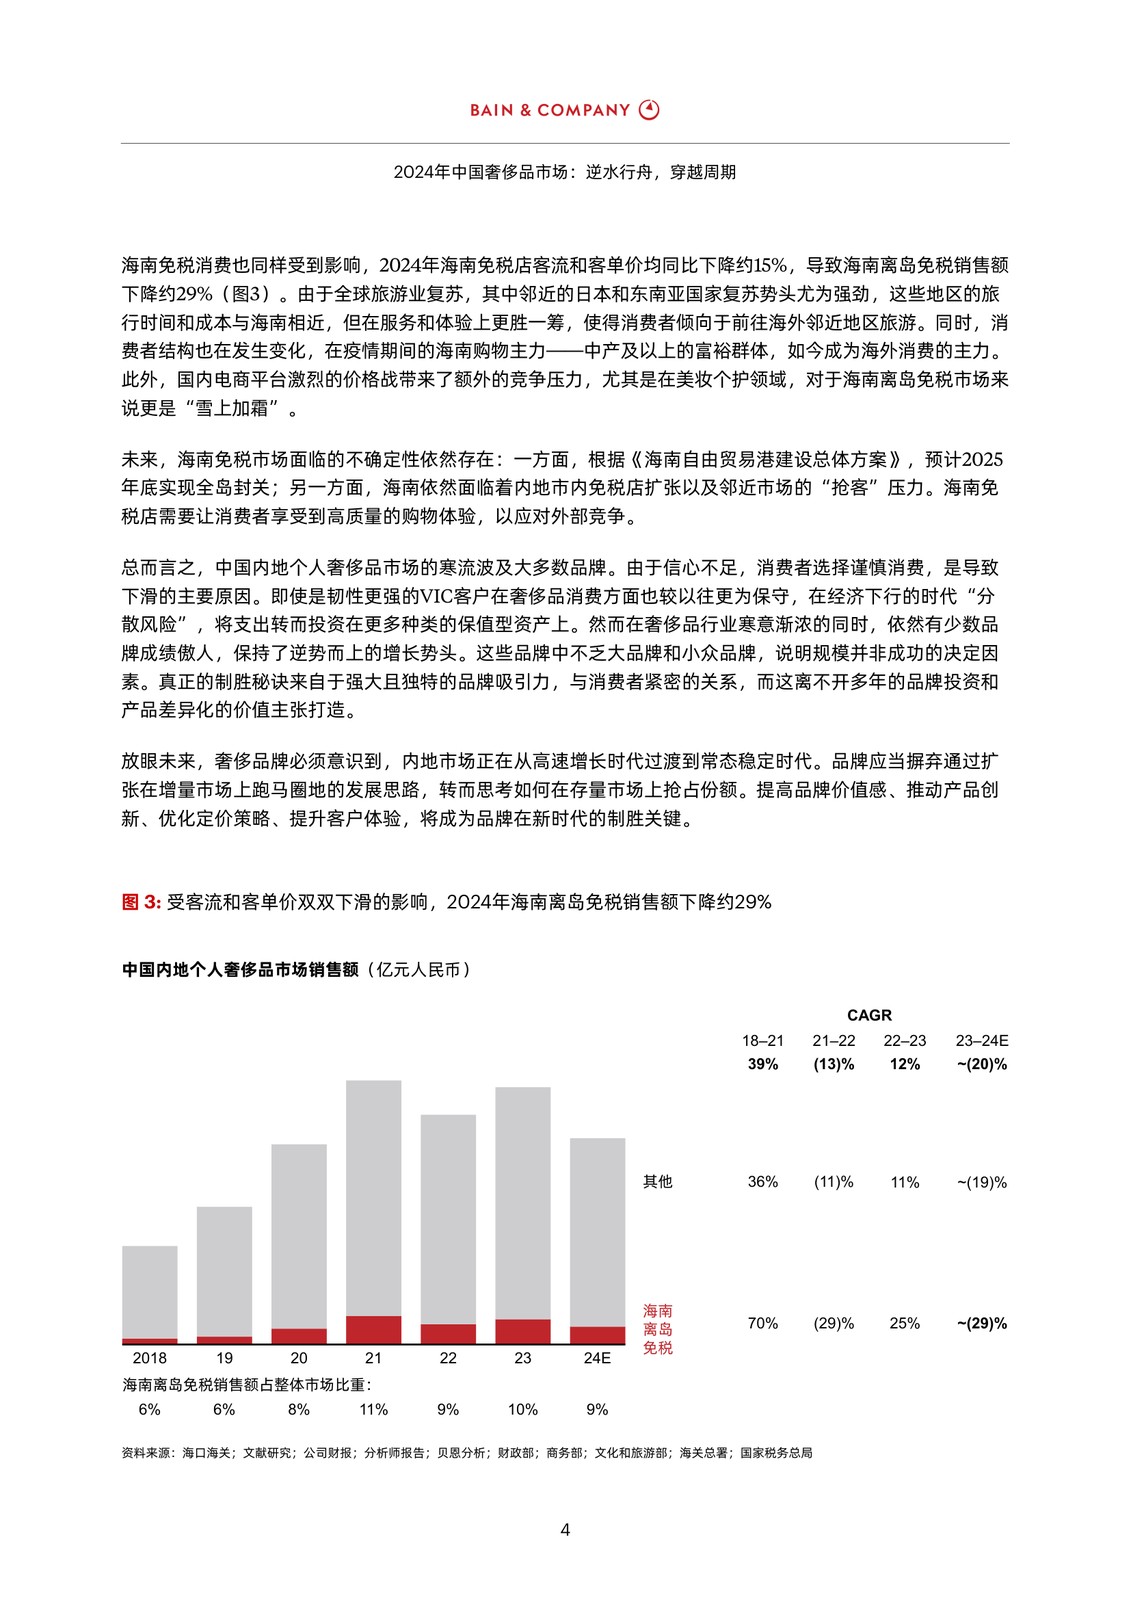 BAIN & COMPANY
2024年中国奢侈品市场：逆水行舟，穿越周期
海南免税消费也同样受到影响，2024年海南免税店客流和客单价均同比下降约15%，导致海南离岛免税销售额
下降约29%（图3）。由于全球旅游业复苏，其中邻近的日本和东南亚国家复苏势头尤为强劲，这些地区的旅
行时间和成本与海南相近，但在服务和体验上更胜一筹，使得消费者倾向于前往海外邻近地区旅游。同时，消
费者结构也在发生变化，在疫情期间的海南购物主力——中产及以上的富裕群体，如今成为海外消费的主力。
此外，国内电商平台激烈的价格战带来了额外的竞争压力，尤其是在美妆个护领域，对于海南离岛免税市场来
说更是“雪上加霜”。
未来，海南免税市场面临的不确定性依然存在：一方面，根据《海南自由贸易港建设总体方案》，预计2025
年底实现全岛封关；另一方面，海南依然面临着内地市内免税店扩张以及邻近市场的“抢客”压力。海南免
税店需要让消费者享受到高质量的购物体验，以应对外部竞争。
总而言之，中国内地个人奢侈品市场的寒流波及大多数品牌。由于信心不足，消费者选择谨慎消费，是导致
下滑的主要原因。即使是韧性更强的VIC客户在奢侈品消费方面也较以往更为保守，在经济下行的时代“分
散风险”，将支出转而投资在更多种类的保值型资产上。然而在奢侈品行业寒意渐浓的同时，依然有少数品
牌成绩傲人，保持了逆势而上的增长势头。这些品牌中不乏大品牌和小众品牌，说明规模并非成功的决定因
素。真正的制胜秘诀来自于强大且独特的品牌吸引力，与消费者紧密的关系，而这离不开多年的品牌投资和
产品差异化的价值主张打造。
放眼未来，奢侈品牌必须意识到，内地市场正在从高速增长时代过渡到常态稳定时代。品牌应当摒弃通过扩
张在增量市场上跑马圈地的发展思路，转而思考如何在存量市场上抢占份额。提高品牌价值感、推动产品创
新、优化定价策略、提升客户体验，将成为品牌在新时代的制胜关键。
图 3: 受客流和客单价双双下滑的影响，2024年海南离岛免税销售额下降约29%
中国内地个人奢侈品市场销售额（亿元人民币）
CAGR
18–21 21–22 22–23 23–24E
39% (13)% 12% ~(20)%
其他 36% (11)% 11% ~(19)%
海南
离岛
免税
70% (29)% 25% ~(29)%
2018 19 20 21 22 23 24E
海南离岛免税销售额占整体市场比重：
6% 6% 8% 11% 9% 10% 9%
资料来源：海口海关；文献研究；公司财报；分析师报告；贝恩分析；财政部；商务部；文化和旅游部；海关总署；国家税务总局
4